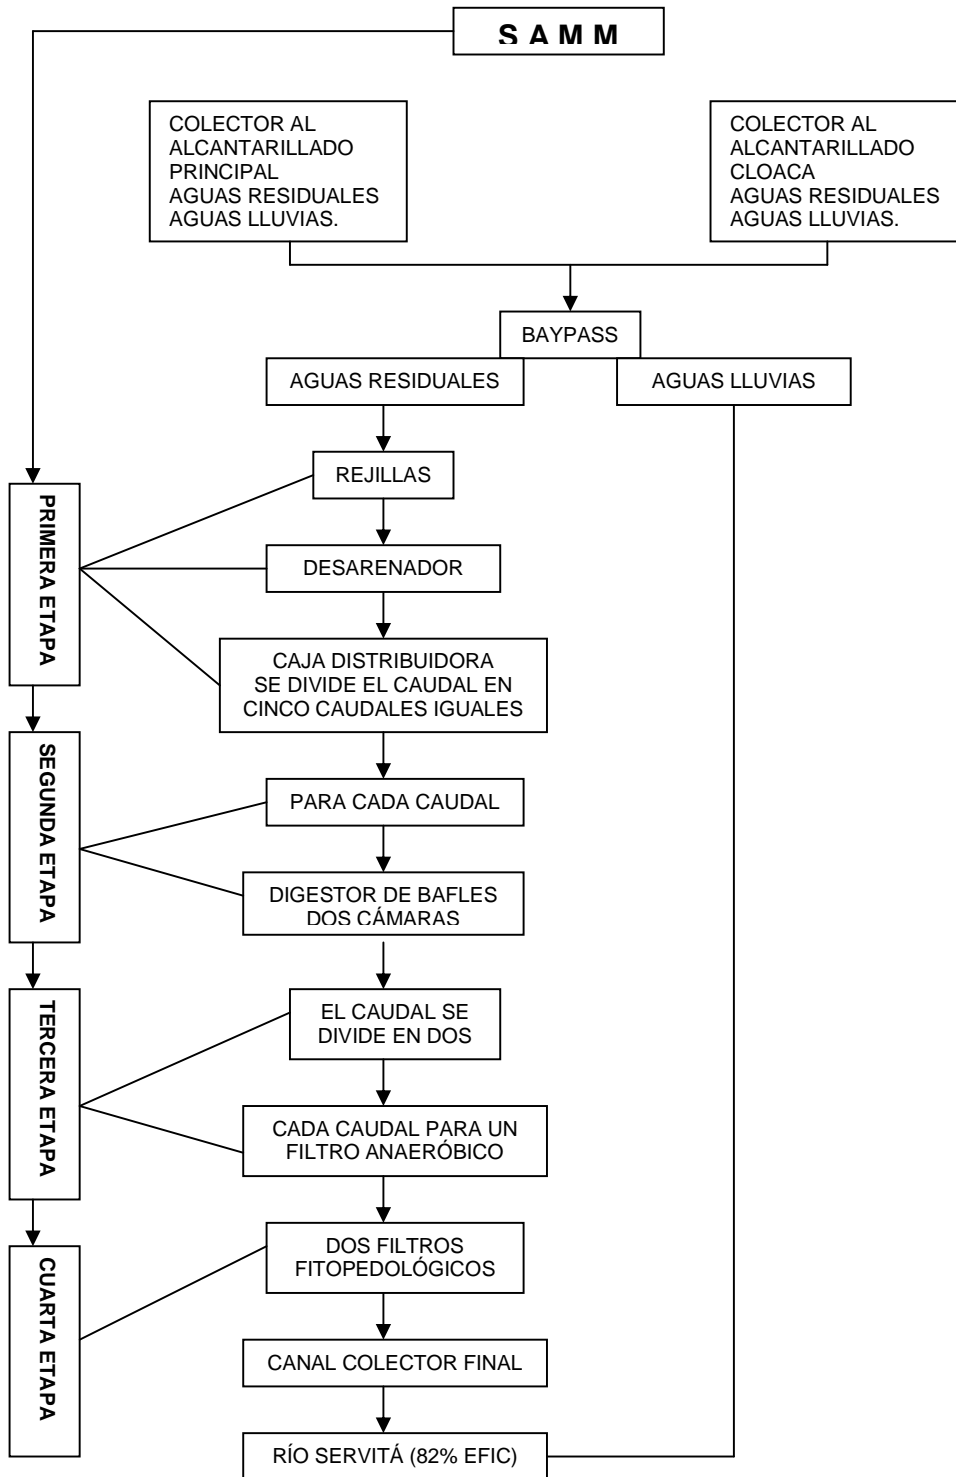 S A M M
COLECTOR AL
ALCANTARILLADO
PRINCIPAL
AGUAS RESIDUALES
AGUAS LLUVIAS.
COLECTOR AL
ALCANTARILLADO
CLOACA
AGUAS RESIDUALES
AGUAS LLUVIAS.
BAYPASS
AGUAS RESIDUALES
AGUAS LLUVIAS
REJILLAS
PRIMERA ETAPA
DESARENADOR
CAJA DISTRIBUIDORA
SE DIVIDE EL CAUDAL EN
CINCO CAUDALES IGUALES
SEGUNDA ETAPA
PARA CADA CAUDAL
DIGESTOR DE BAFLES
DOS CÁMARAS
TERCERA ETAPA
EL CAUDAL SE
DIVIDE EN DOS
CADA CAUDAL PARA UN
FILTRO ANAERÓBICO
CUARTA ETAPA
DOS FILTROS
FITOPEDOLÓGICOS
CANAL COLECTOR FINAL
RÍO SERVITÁ (82% EFIC)